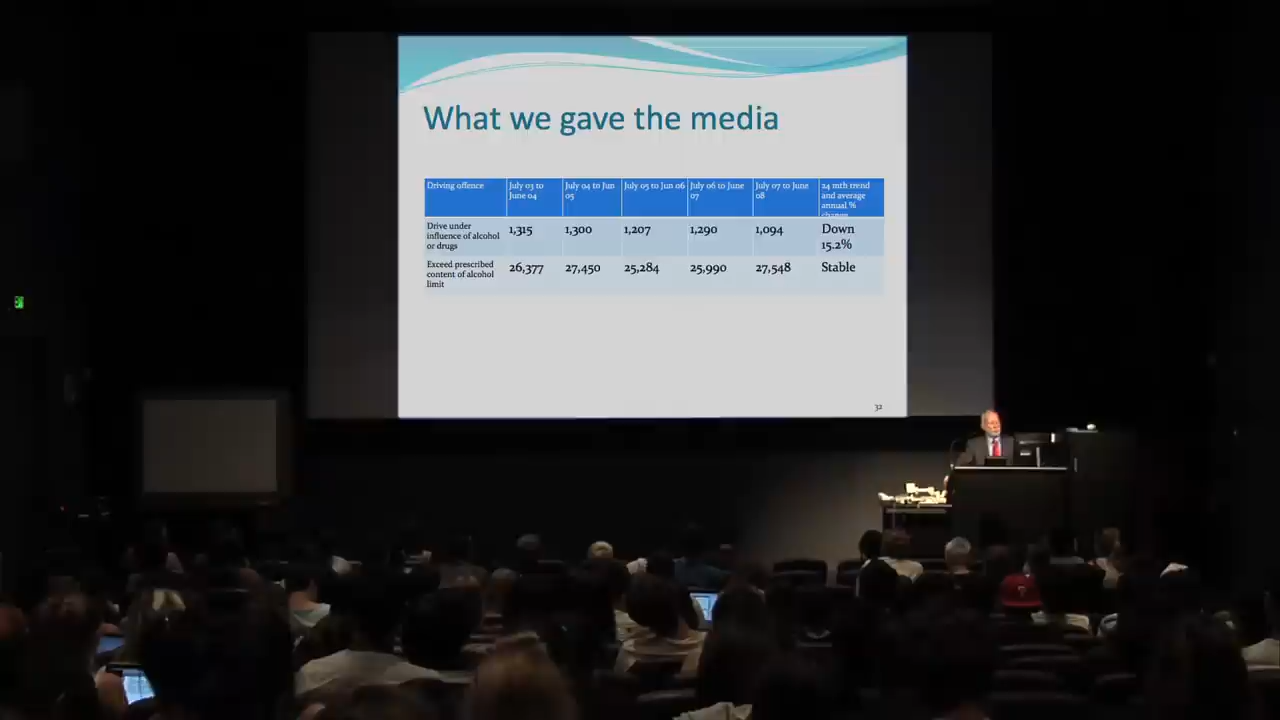 What we gave the media
Driving offence
July 03 to
June 04
July 04 to Jun
05
July 05 to Jun 06
July 06 to June
07
July 07 to June
08
24 mth trend
and average
annual %
change
Drive under
influence of alcohol
or drugs
1,315
1,300
1,207
1,290
1,094
Down
15.2%
Exceed prescribed
content of alcohol
limit
26,377
27,450
25,284
25,990
27,548
Stable
32